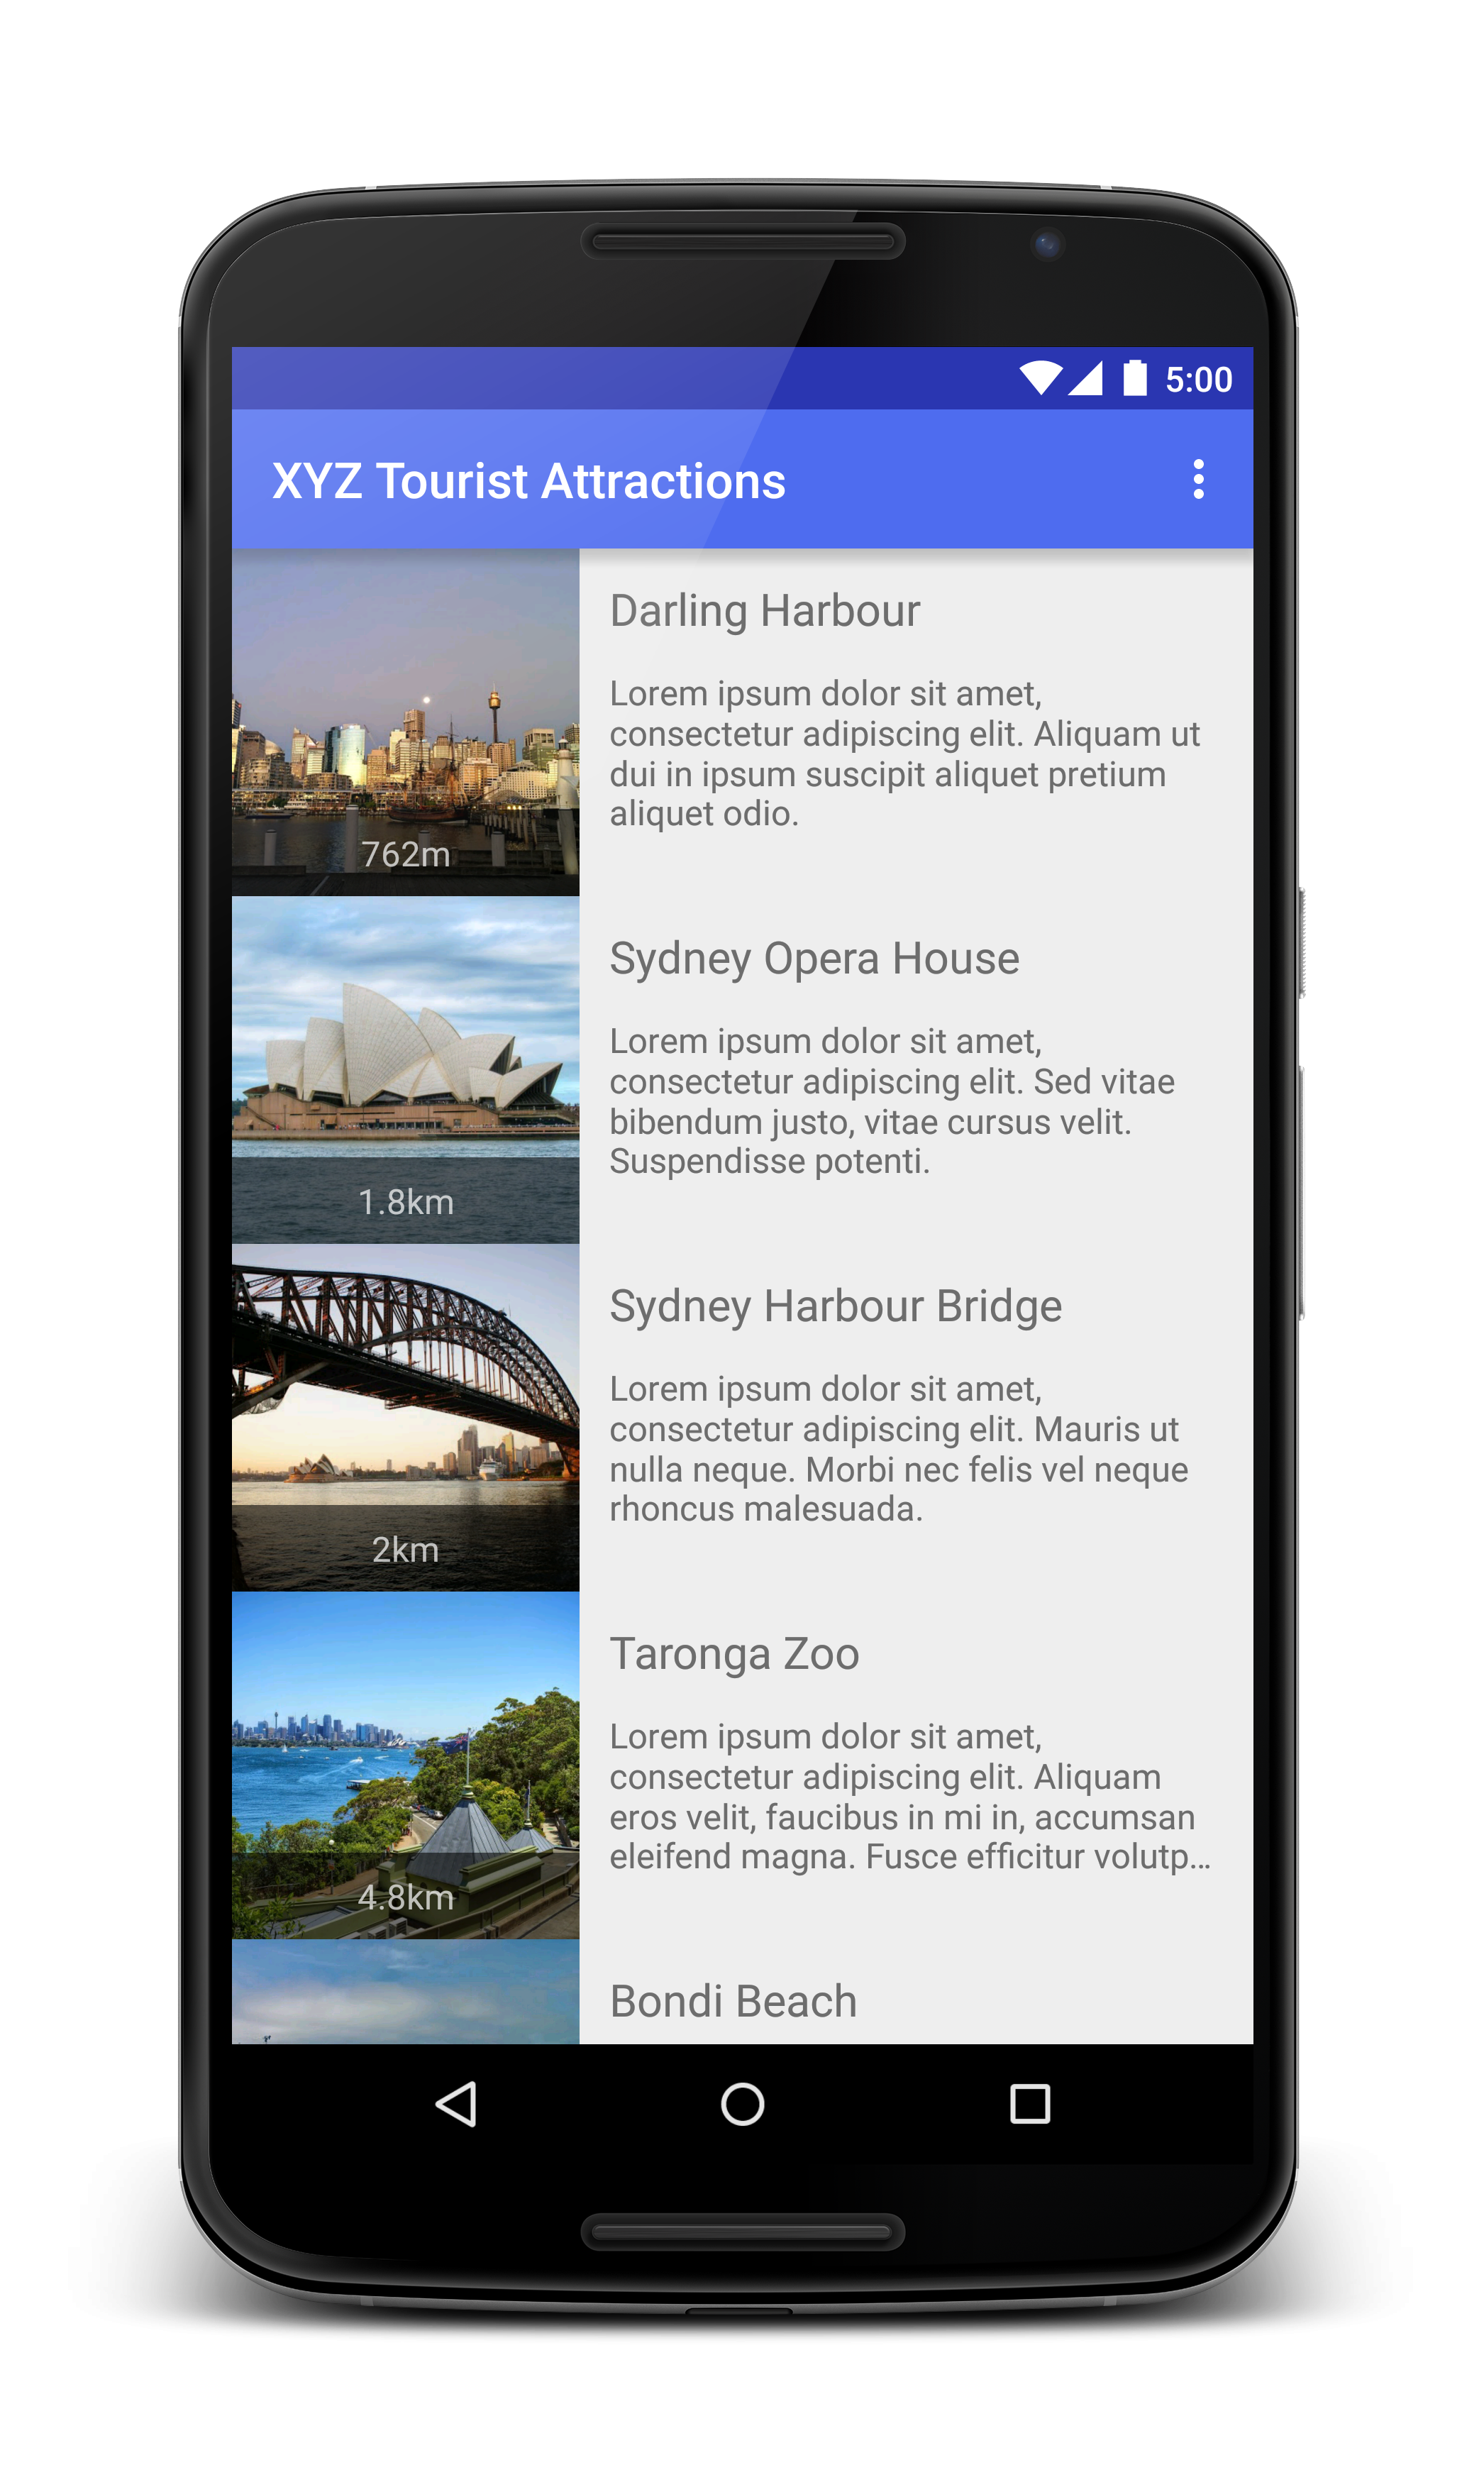 5:00
XYZ Tourist Attractions
Darling Harbour
Lorem ipsum dolor sit amet,
consectetur adipiscing elit. Aliquam ut
dui in ipsum suscipit aliquet pretium
aliquet odio.
762m
Sydney Opera House
Lorem ipsum dolor sit amet,
consectetur adipiscing elit. Sed vitae
bibendum justo, vitae cursus velit.
Suspendisse potenti.
1.8km
Sydney Harbour Bridge
Lorem ipsum dolor sit amet,
consectetur adipiscing elit. Mauris ut
nulla neque. Morbi nec felis vel neque
rhoncus malesuada.
2km
Taronga Zoo
Lorem ipsum dolor sit amet,
consectetur adipiscing elit. Aliquam
eros velit, faucibus in mi in, accumsan
eleifend magna. Fusce efficitur volutp...
4.8km
Bondi Beach